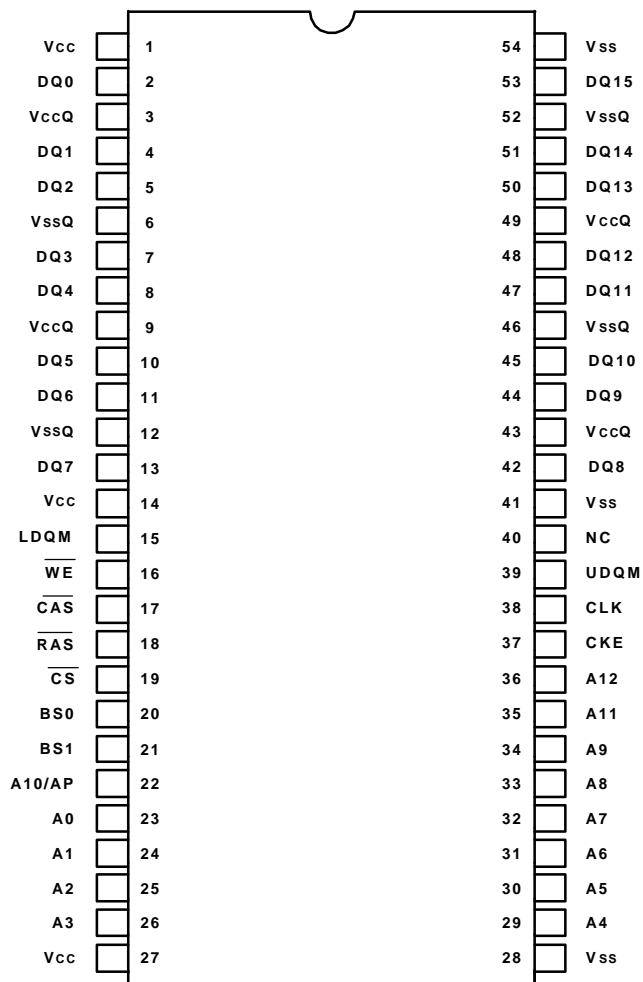 Vcc 1 54 Vss
DQ0 2 53 DQ15
VccQ 3 52 VssQ
DQ1 4 51 DQ14
DQ2 5 50 DQ13
VssQ 6 49 VccQ
DQ3 7 48 DQ12
DQ4 8 47 DQ11
VccQ 9 46 VssQ
DQ5 10 45 DQ10
DQ6 11 44 DQ9
VssQ 12 43 VccQ
DQ7 13 42 DQ8
Vcc 14 41 Vss
LDQM 15 40 NC
W̅E̅ 16 39 UDQM
C̅A̅S̅ 17 38 CLK
R̅A̅S̅ 18 37 CKE
C̅S̅ 19 36 A12
BS0 20 35 A11
BS1 21 34 A9
A10/AP 22 33 A8
A0 23 32 A7
A1 24 31 A6
A2 25 30 A5
A3 26 29 A4
Vcc 27 28 Vss